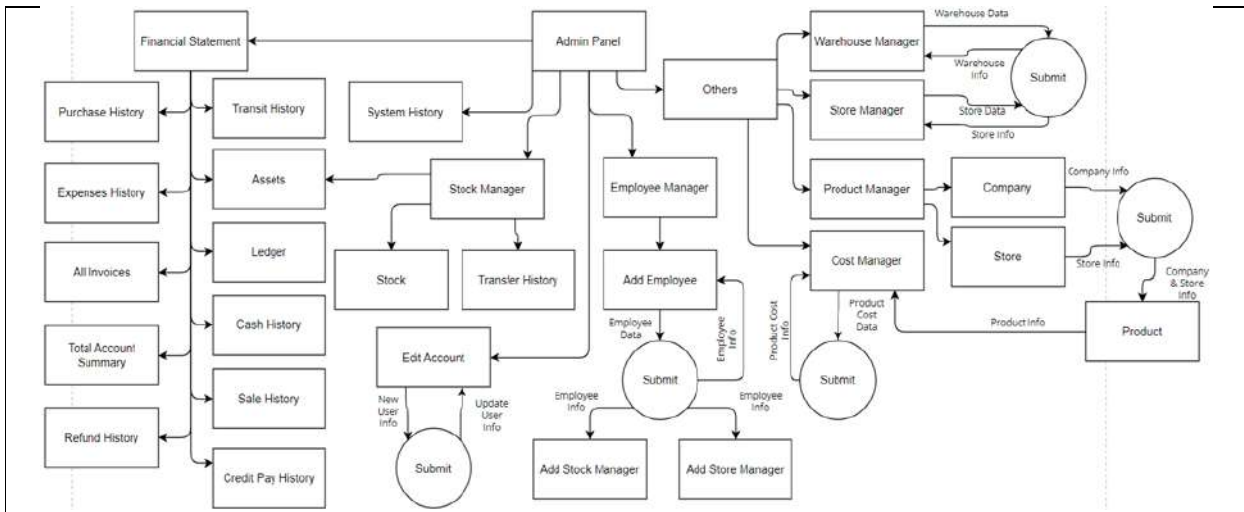 Financial Statement
Admin Panel
Warehouse Manager
Warehouse Data
Warehouse
Info
Submit
Others
Store Manager
Store Data
Store Info
Purchase History
Transit History
System History
Expenses History
Assets
Stock Manager
Employee Manager
Product Manager
Company
Company Info
Submit
Store
Store Info
All Invoices
Ledger
Stock
Transfer History
Add Employee
Cost Manager
Company
& Store
Info
Employee
Data
Employee
Info
Product Cost
Info
Product
Cost
Data
Product Info
Product
Total Account
Summary
Cash History
Edit Account
Submit
Submit
New
User
Info
Update
User
Info
Employee
Info
Employee
Info
Refund History
Sale History
Submit
Credit Pay History
Add Stock Manager
Add Store Manager